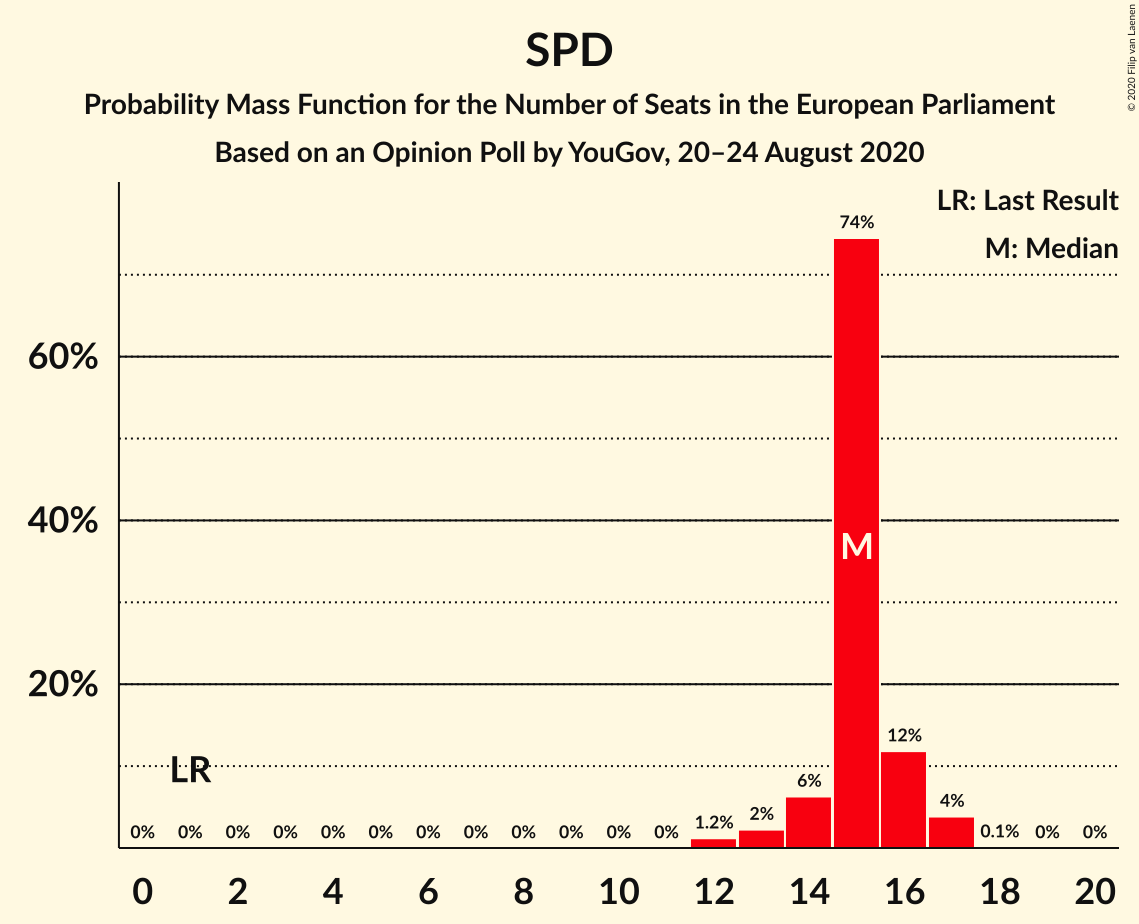 SPD
Probability Mass Function for the Number of Seats in the European Parliament
Based on an Opinion Poll by YouGov, 20–24 August 2020
© 2020 Filip van Laenen
LR: Last Result
M: Median
74%
60%
40%
M
20%
12%
LR
6%
4%
2%
1.2%
0% 0% 0% 0% 0% 0% 0% 0% 0% 0% 0% 0% 0.1% 0% 0%
0 2 4 6 8 10 12 14 16 18 20